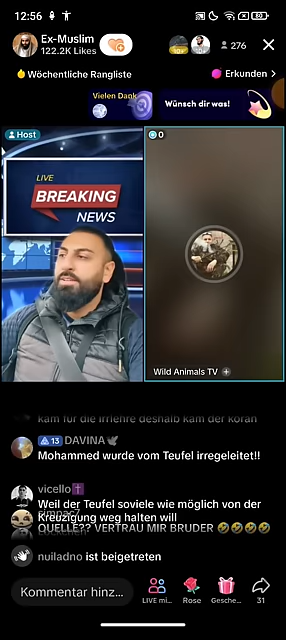 12:56
80
Ex-Muslim
122.2K Likes
276
Wöchentliche Rangliste
Erkunden >
Vielen Dank
Wünsch dir was!
Host
0
LIVE
BREAKING
NEWS
Wild Animals TV +
kam für die Irrlehre deshalb kam der koran
13 DAVINA🕊
Mohammed wurde vom Teufel irregeleitet!!
vicello✝️
Weil der Teufel soviele wie möglich von der
Kreuzigung weg halten will
QUELLE?? VERTRAU MIR BRUDER 🤣🤣🤣🤣
nuiladno ist beigetreten
Kommentar hinz...
LIVE mi...
Rose
Gesche...
31